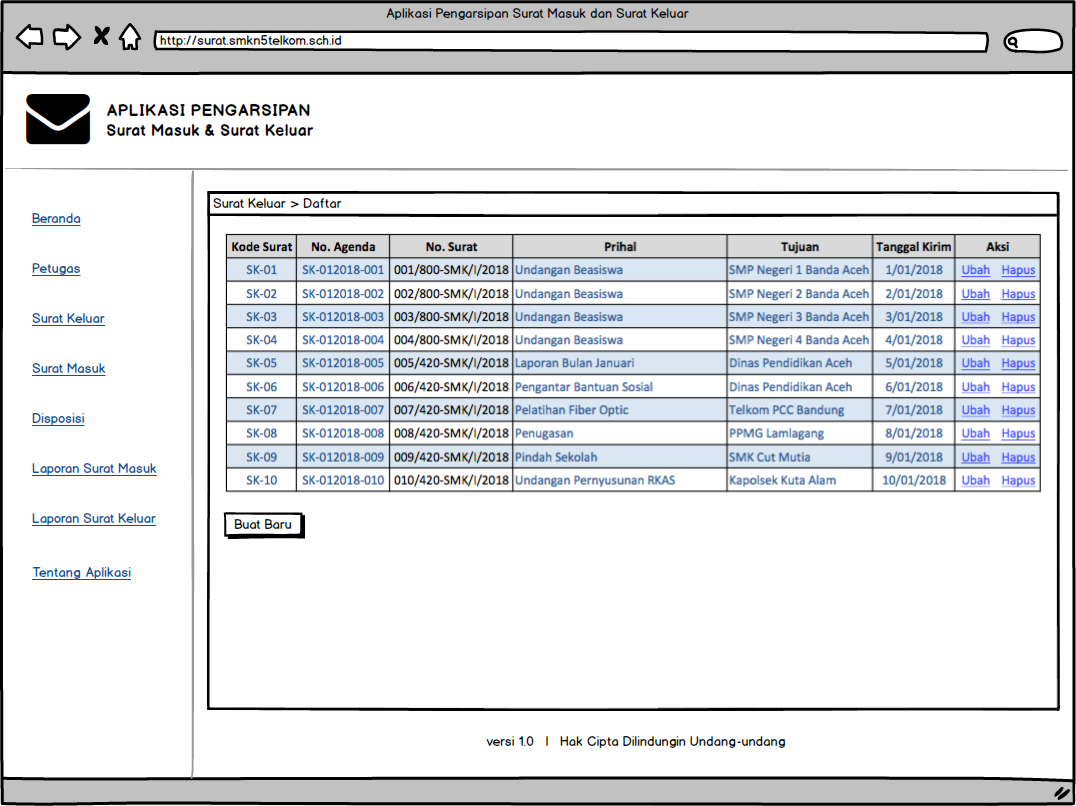 Aplikasi Pengarsipan Surat Masuk dan Surat Keluar
http://surat.smkn5telkom.sch.id
APLIKASI PENGARSIPAN
Surat Masuk & Surat Keluar
Beranda
Petugas
Surat Keluar
Surat Masuk
Disposisi
Laporan Surat Masuk
Laporan Surat Keluar
Tentang Aplikasi
Surat Keluar > Daftar
Kode Surat No. Agenda No. Surat Prihal Tujuan Tanggal Kirim Aksi
SK-01 SK-012018-001 001/800-SMK/I/2018 Undangan Beasiswa SMP Negeri 1 Banda Aceh 1/01/2018 Ubah Hapus
SK-02 SK-012018-002 002/800-SMK/I/2018 Undangan Beasiswa SMP Negeri 2 Banda Aceh 2/01/2018 Ubah Hapus
SK-03 SK-012018-003 003/800-SMK/I/2018 Undangan Beasiswa SMP Negeri 3 Banda Aceh 3/01/2018 Ubah Hapus
SK-04 SK-012018-004 004/800-SMK/I/2018 Undangan Beasiswa SMP Negeri 4 Banda Aceh 4/01/2018 Ubah Hapus
SK-05 SK-012018-005 005/420-SMK/I/2018 Laporan Bulan Januari Dinas Pendidikan Aceh 5/01/2018 Ubah Hapus
SK-06 SK-012018-006 006/420-SMK/I/2018 Pengantar Bantuan Sosial Dinas Pendidikan Aceh 6/01/2018 Ubah Hapus
SK-07 SK-012018-007 007/420-SMK/I/2018 Pelatihan Fiber Optic Telkom PCC Bandung 7/01/2018 Ubah Hapus
SK-08 SK-012018-008 008/420-SMK/I/2018 Penugasan PPMG Lamlagang 8/01/2018 Ubah Hapus
SK-09 SK-012018-009 009/420-SMK/I/2018 Pindah Sekolah SMK Cut Mutia 9/01/2018 Ubah Hapus
SK-10 SK-012018-010 010/420-SMK/I/2018 Undangan Pernyusunan RKAS Kapolsek Kuta Alam 10/01/2018 Ubah Hapus
Buat Baru
versi 1.0 | Hak Cipta Dilindungin Undang-undang